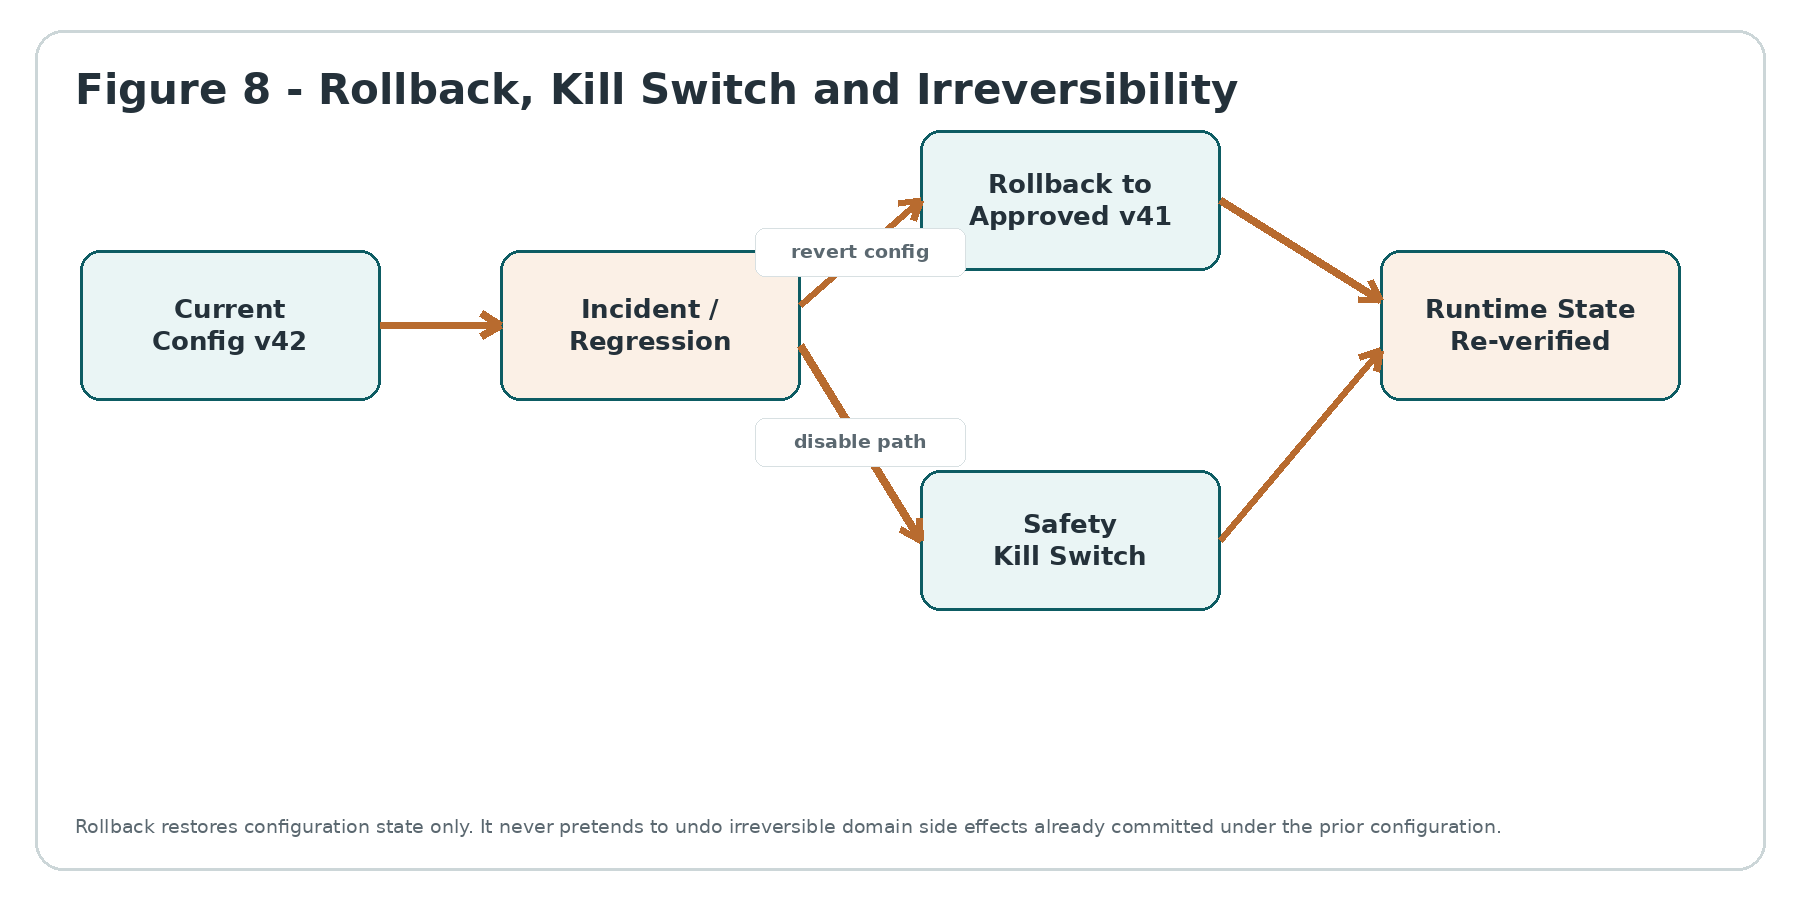 Figure 8 - Rollback, Kill Switch and Irreversibility
Current
Config v42
Incident /
Regression
revert config
disable path
Rollback to
Approved v41
Safety
Kill Switch
Runtime State
Re-verified
Rollback restores configuration state only. It never pretends to undo irreversible domain side effects already committed under the prior configuration.